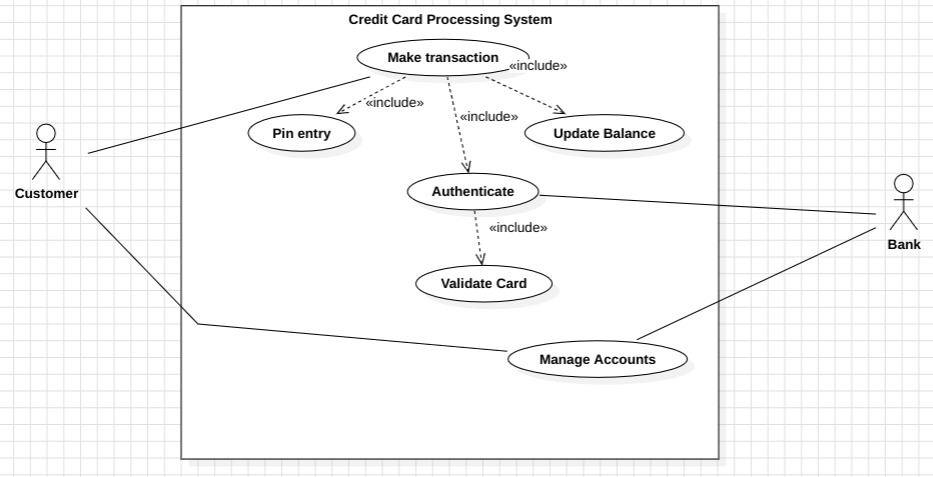 Credit Card Processing System
Make transaction
«include»
«include»
«include»
Pin entry
Update Balance
Customer
Authenticate
«include»
Bank
Validate Card
Manage Accounts